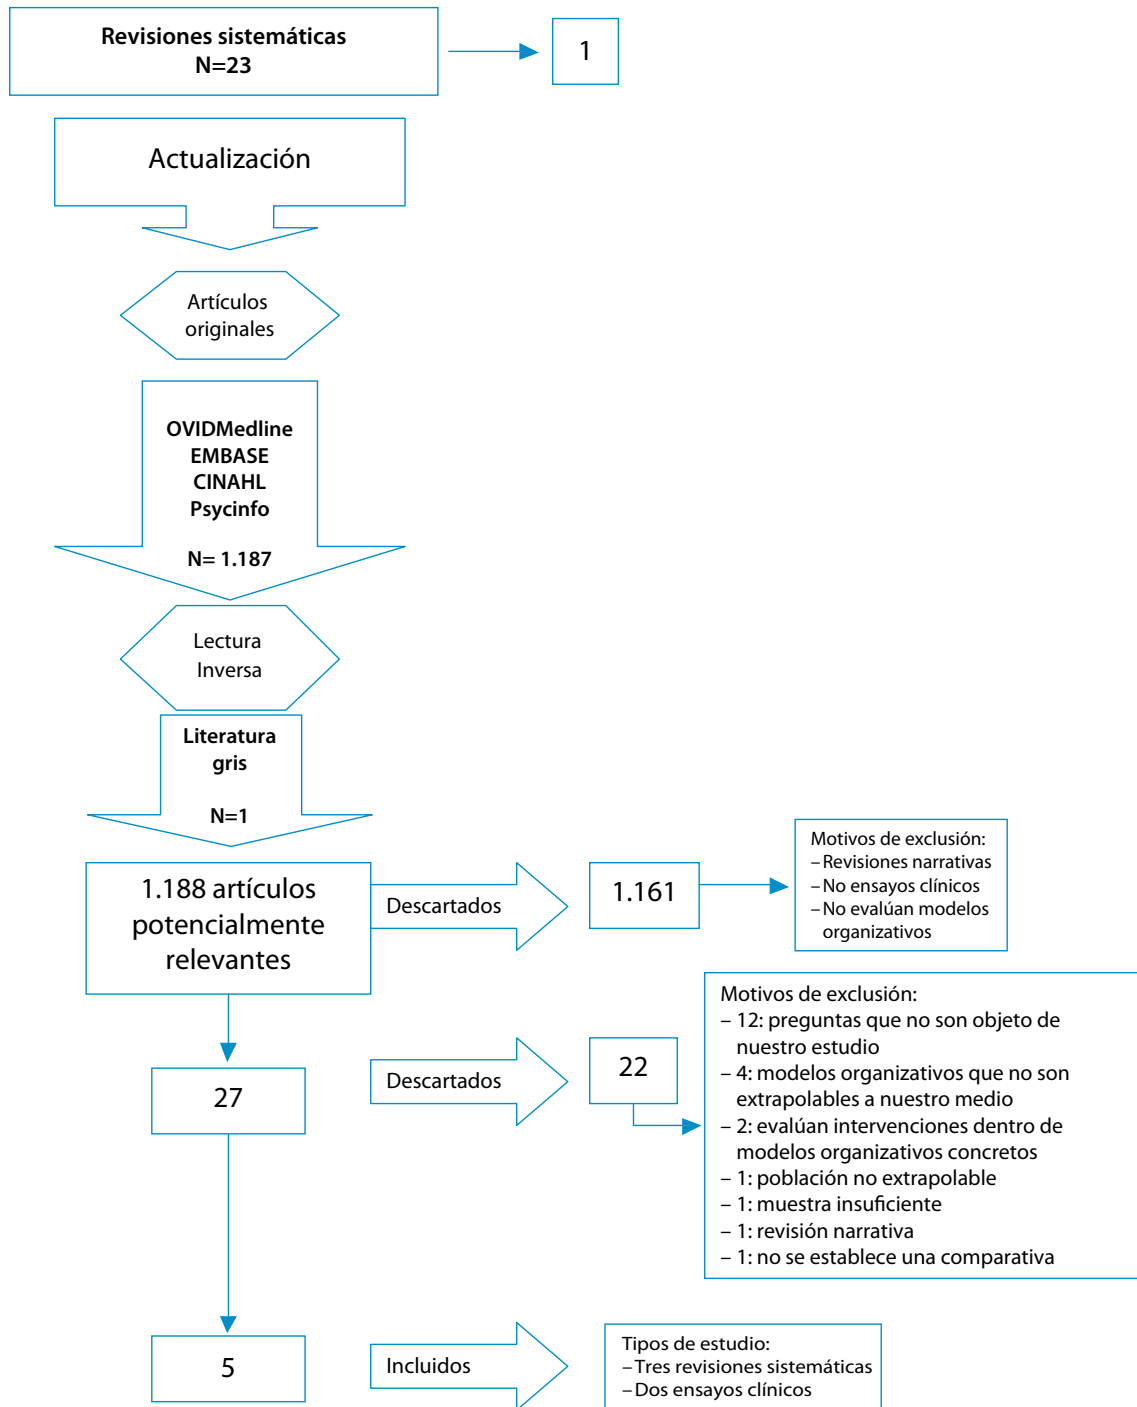 Revisiones sistemáticas
N=23
1
Actualización
Artículos
originales
OVIDMedline
EMBASE
CINAHL
Psycinfo
N= 1.187
Lectura
Inversa
Literatura
gris
N=1
1.188 artículos
potencialmente
relevantes
Descartados
1.161
Motivos de exclusión:
– Revisiones narrativas
– No ensayos clínicos
– No evalúan modelos
organizativos
27
Descartados
22
Motivos de exclusión:
– 12: preguntas que no son objeto de
nuestro estudio
– 4: modelos organizativos que no son
extrapolables a nuestro medio
– 2: evalúan intervenciones dentro de
modelos organizativos concretos
– 1: población no extrapolable
– 1: muestra insuficiente
– 1: revisión narrativa
– 1: no se establece una comparativa
5
Incluidos
Tipos de estudio:
– Tres revisiones sistemáticas
– Dos ensayos clínicos